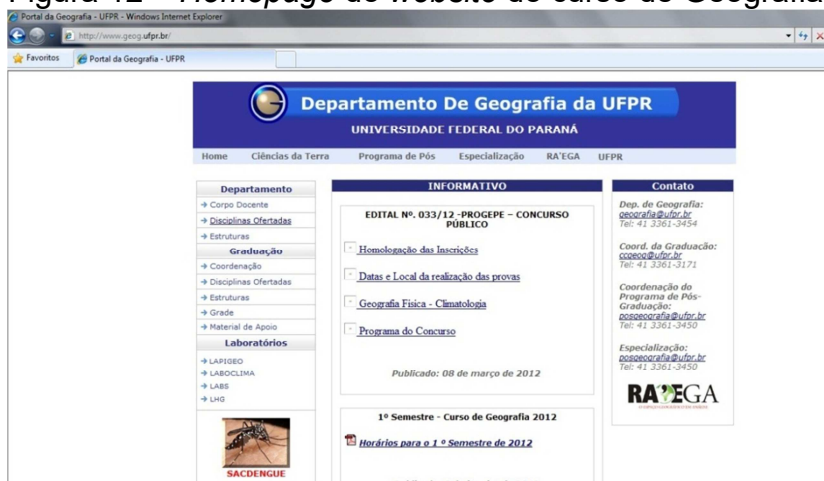 Figura 12 - Homepage do website do curso de Geografia
Portal da Geografia - UFPR - Windows Internet Explorer
http://www.geog.ufpr.br/
Favoritos
Portal da Geografia - UFPR
Departamento De Geografia da UFPR
UNIVERSIDADE FEDERAL DO PARANÁ
Home Ciências da Terra Programa de Pós Especialização RA'EGA UFPR
Departamento
Corpo Docente
Disciplinas Ofertadas
Estruturas
Graduação
Coordenação
Disciplinas Ofertadas
Estruturas
Grade
Material de Apoio
Laboratórios
LAPIGEO
LABOCLIMA
LABS
LHG
SACDENGUE
INFORMATIVO
EDITAL Nº. 033/12 -PROGEPE – CONCURSO
PÚBLICO
Homologação das Inscrições
Datas e Local da realização das provas
Geografia Física - Climatologia
Programa do Concurso
Publicado: 08 de março de 2012
1º Semestre - Curso de Geografia 2012
Horários para o 1 º Semestre de 2012
Contato
Dep. de Geografia:
geografia@ufpr.br
Tel: 41 3361-3454
Coord. da Graduação:
ccgeog@ufpr.br
Tel: 41 3361-3171
Coordenação do
Programa de Pós-
Graduação:
posgeografia@ufpr.br
Tel: 41 3361-3450
Especialização:
posgeografia@ufpr.br
Tel: 41 3361-3450
RA'EGA